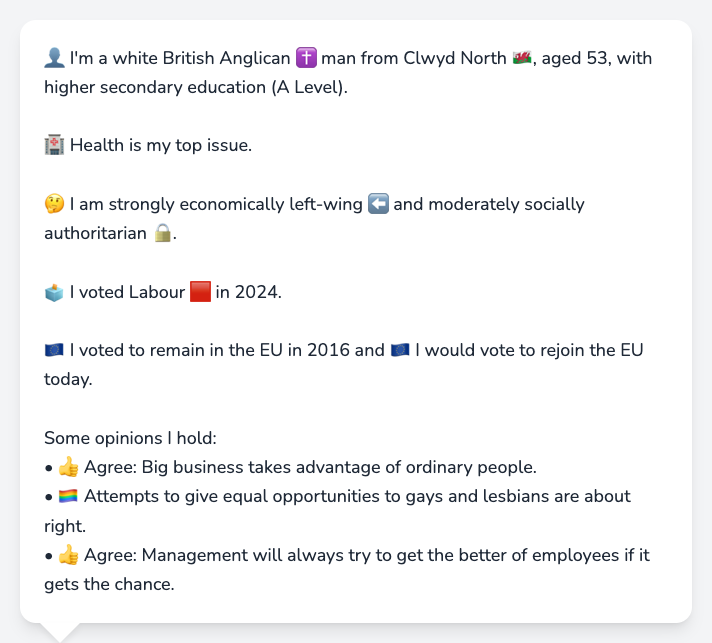 👤 I'm a white British Anglican ✝️ man from Clwyd North 🏴󠁧󠁢󠁷󠁬󠁳󠁿, aged 53, with
higher secondary education (A Level).
🏥 Health is my top issue.
🤔 I am strongly economically left-wing ⬅️ and moderately socially
authoritarian 🔒.
🗳️ I voted Labour 🟥 in 2024.
🇪🇺 I voted to remain in the EU in 2016 and 🇪🇺 I would vote to rejoin the EU
today.
Some opinions I hold:
• 👍 Agree: Big business takes advantage of ordinary people.
• 🏳️‍🌈 Attempts to give equal opportunities to gays and lesbians are about
right.
• 👍 Agree: Management will always try to get the better of employees if it
gets the chance.